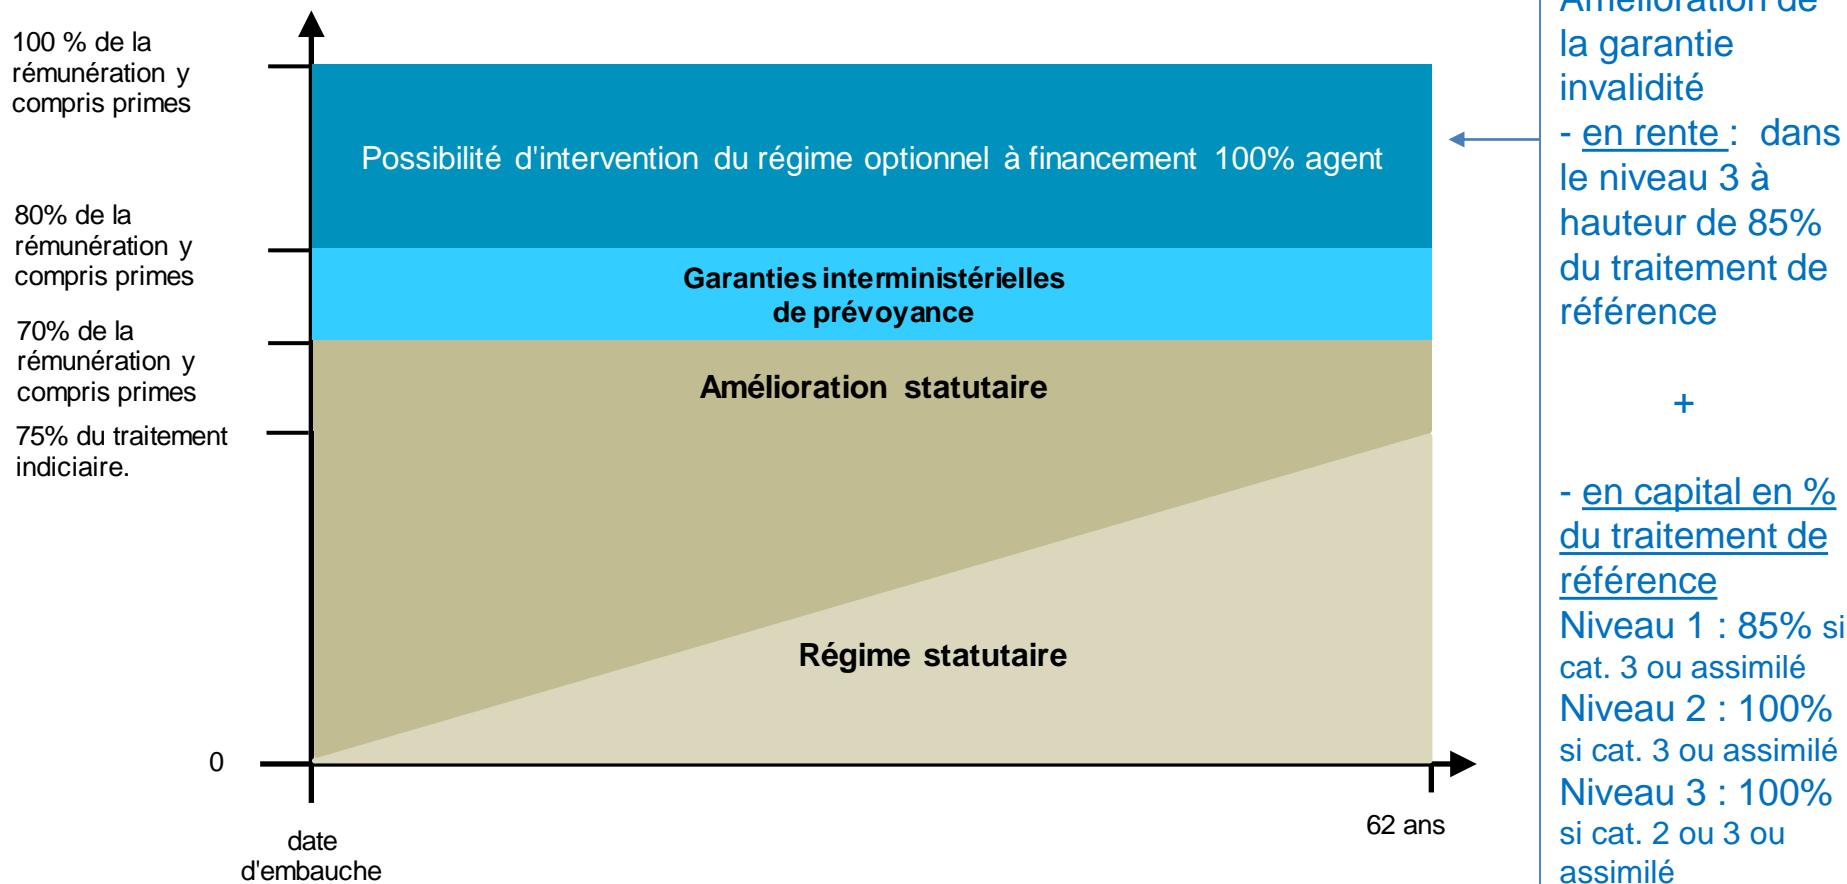 100 % de la
rémunération y
compris primes
80% de la
rémunération y
compris primes
70% de la
rémunération y
compris primes
75% du traitement
indiciaire.
0
Possibilité d'intervention du régime optionnel à financement 100% agent
Garanties interministérielles
de prévoyance
Amélioration statutaire
Régime statutaire
date
d'embauche
62 ans
Amélioration de
la garantie
invalidité
- en rente : dans
le niveau 3 à
hauteur de 85%
du traitement de
référence
+
- en capital en %
du traitement de
référence
Niveau 1 : 85% si
cat. 3 ou assimilé
Niveau 2 : 100%
si cat. 3 ou assimilé
Niveau 3 : 100%
si cat. 2 ou 3 ou
assimilé